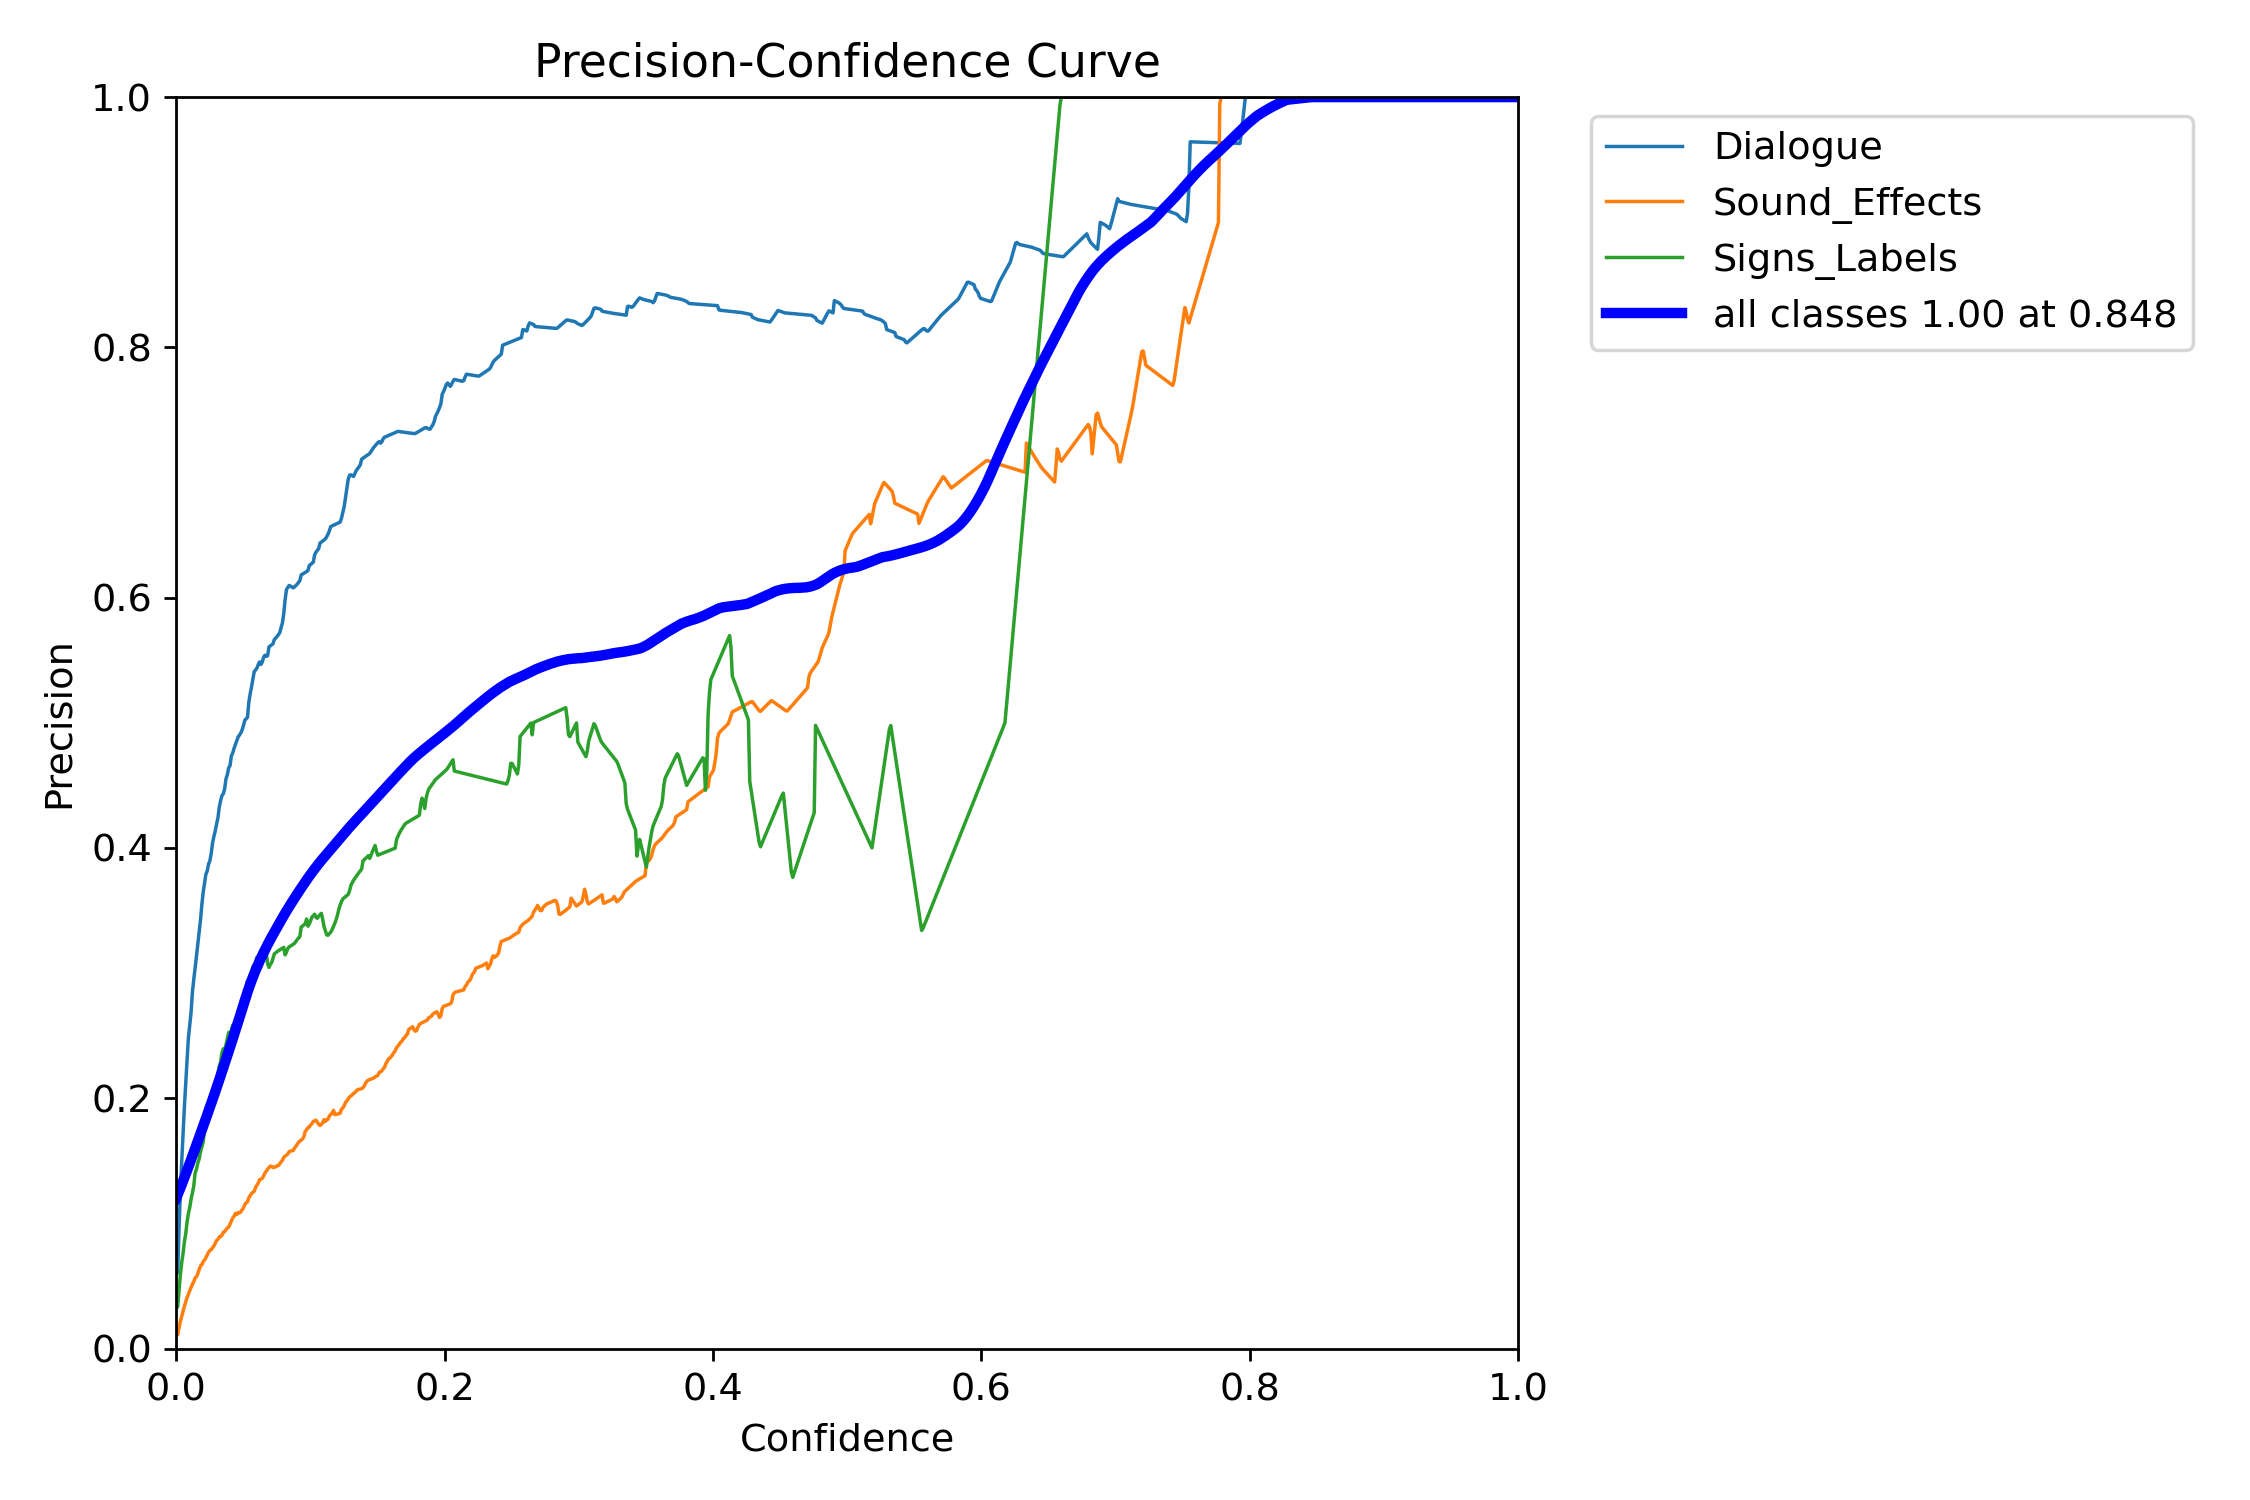 Precision-Confidence Curve
1.0
0.8
0.6
0.4
0.2
0.0
Precision
0.0 0.2 0.4 0.6 0.8 1.0
Confidence
Dialogue
Sound_Effects
Signs_Labels
all classes 1.00 at 0.848